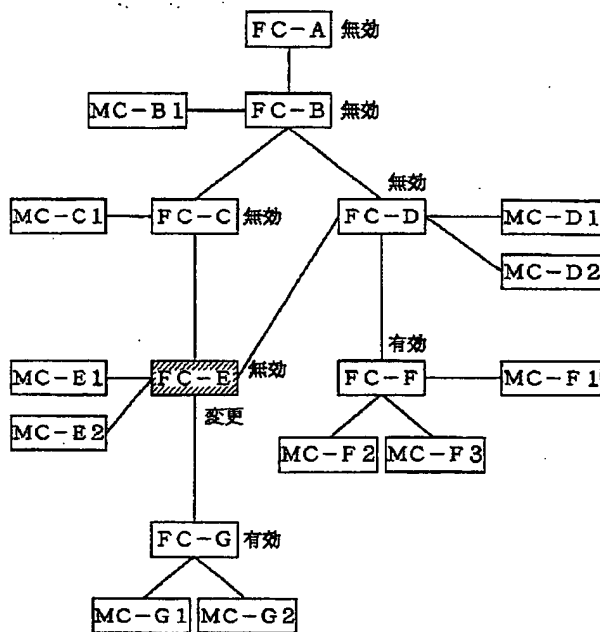 FC-A 無効
MC-B1 FC-B 無効
無効
MC-C1 FC-C 無効 FC-D MC-D1
MC-D2
有効
MC-E1 FC-E 無効 FC-F MC-F1
変更
MC-E2
MC-F2 MC-F3
FC-G 有効
MC-G1 MC-G2